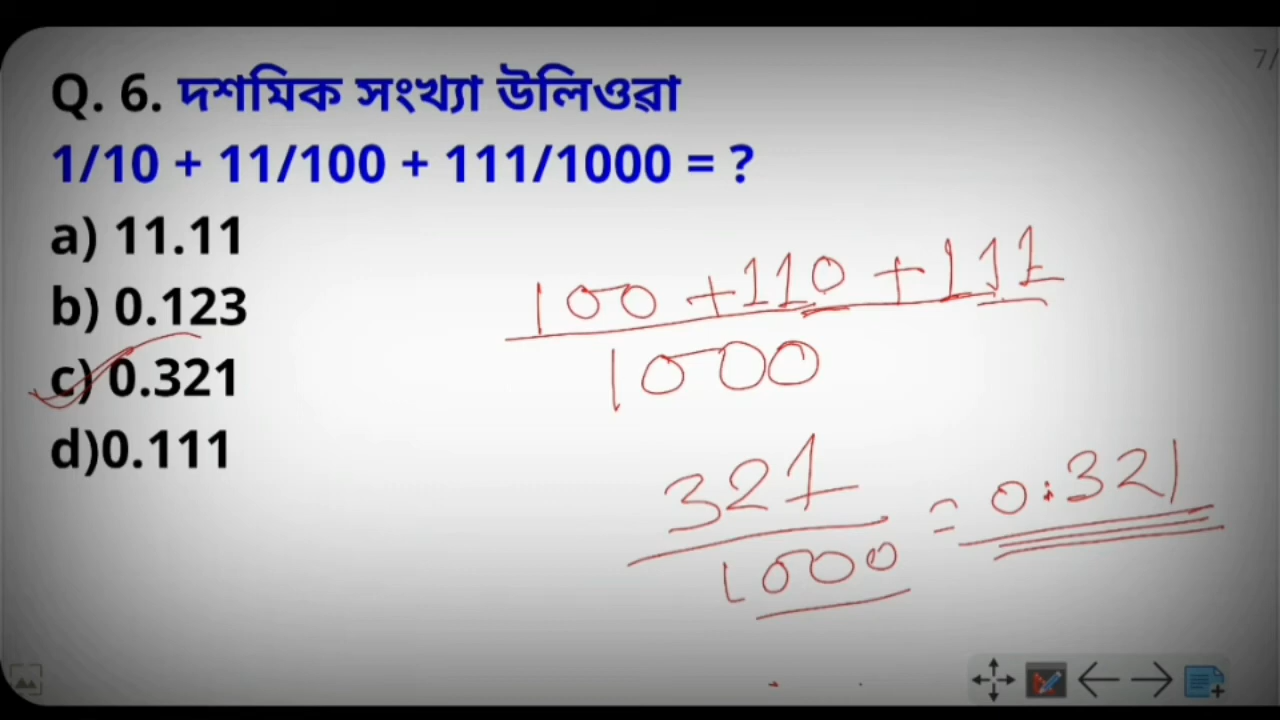 7/
Q. 6. দশমিক সংখ্যা উলিওৱা
1/10 + 11/100 + 111/1000 = ?
a) 11.11
b) 0.123
c) 0.321
d)0.111
100 + 110 + 111
1000
321
1000
= 0.321